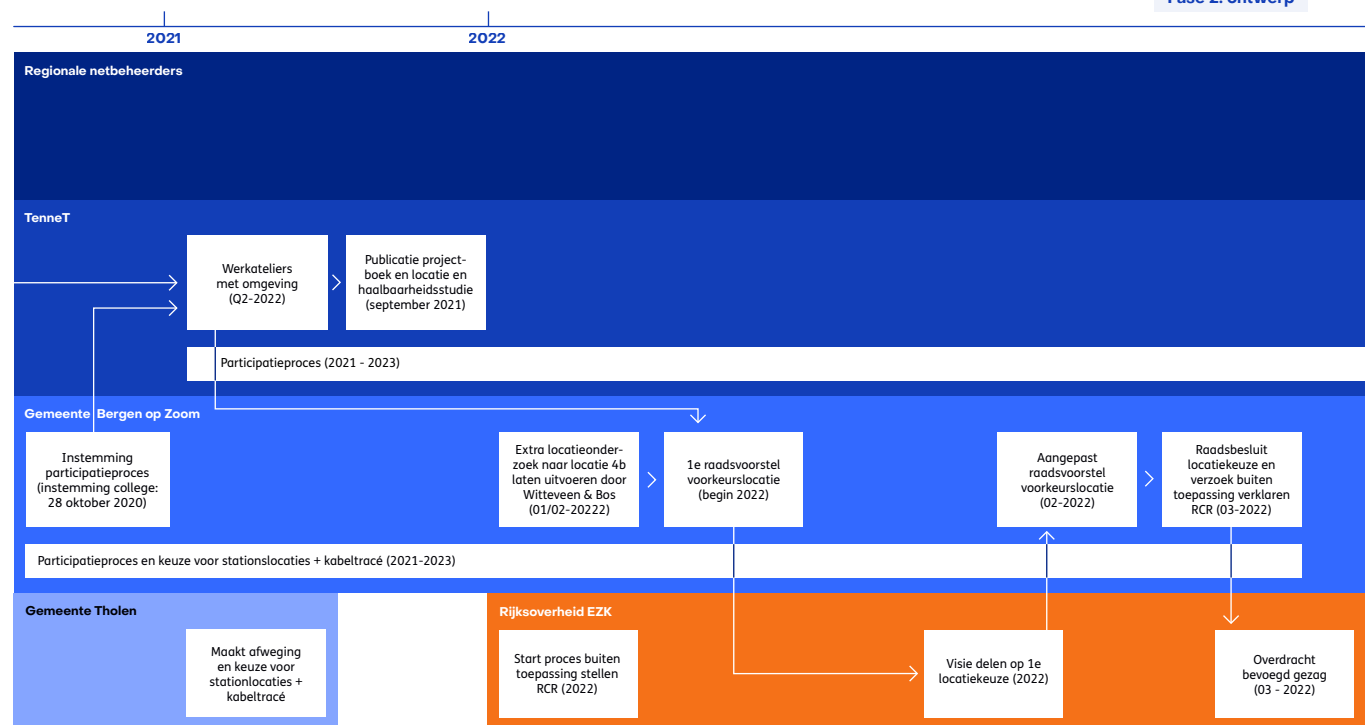 Fase 2: ontwerp
2021
2022
Regionale netbeheerders
TenneT
Werkateliers
met omgeving
(Q2-2022)
Publicatie project-
boek en locatie en
haalbaarheidsstudie
(september 2021)
Participatieproces (2021 - 2023)
Gemeente Bergen op Zoom
Instemming
participatieproces
(instemming college:
28 oktober 2020)
Extra locatieonder-
zoek naar locatie 4b
laten uitvoeren door
Witteveen & Bos
(01/02-20222)
1e raadsvoorstel
voorkeurslocatie
(begin 2022)
Aangepast
raadsvoorstel
voorkeurslocatie
(02-2022)
Raadsbesluit
locatiekeuze en
verzoek buiten
toepassing verklaren
RCR (03-2022)
Participatieproces en keuze voor stationslocaties + kabeltracé (2021-2023)
Gemeente Tholen
Maakt afweging
en keuze voor
stationlocaties +
kabeltracé
Rijksoverheid EZK
Start proces buiten
toepassing stellen
RCR (2022)
Visie delen op 1e
locatiekeuze (2022)
Overdracht
bevoegd gezag
(03 - 2022)